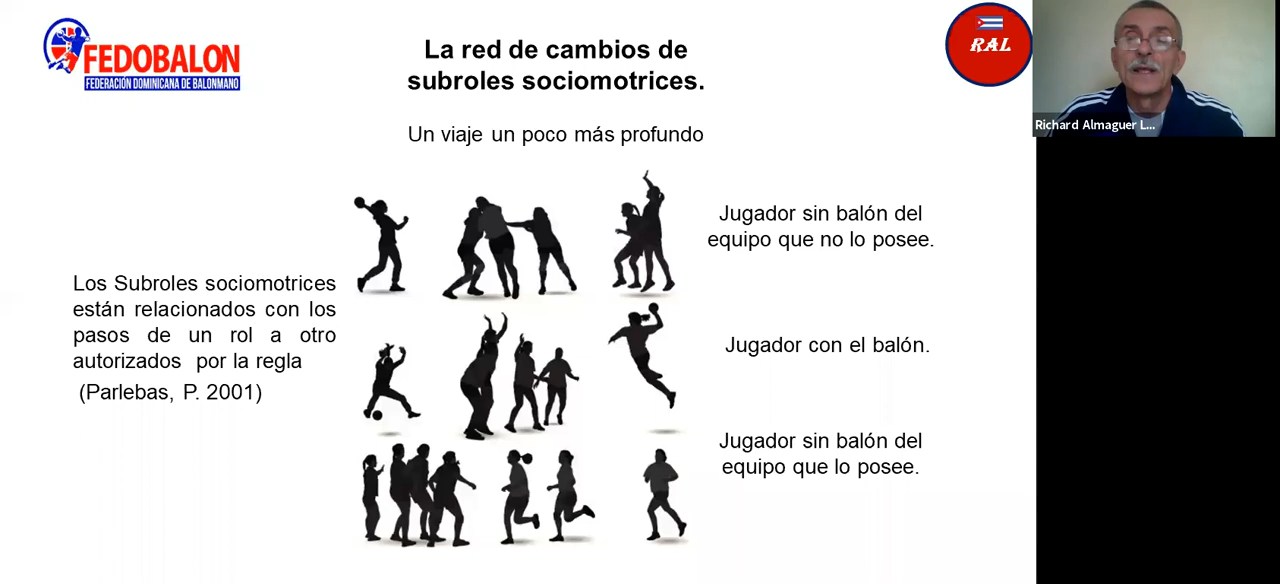 FEDOBALON
FEDERACIÓN DOMINICANA DE BALONMANO
La red de cambios de
subroles sociomotrices.
RAL
Richard Almaguer L...
Un viaje un poco más profundo
Jugador sin balón del
equipo que no lo posee.
Los Subroles sociomotrices
están relacionados con los
pasos de un rol a otro
autorizados por la regla
(Parlebas, P. 2001)
Jugador con el balón.
Jugador sin balón del
equipo que lo posee.